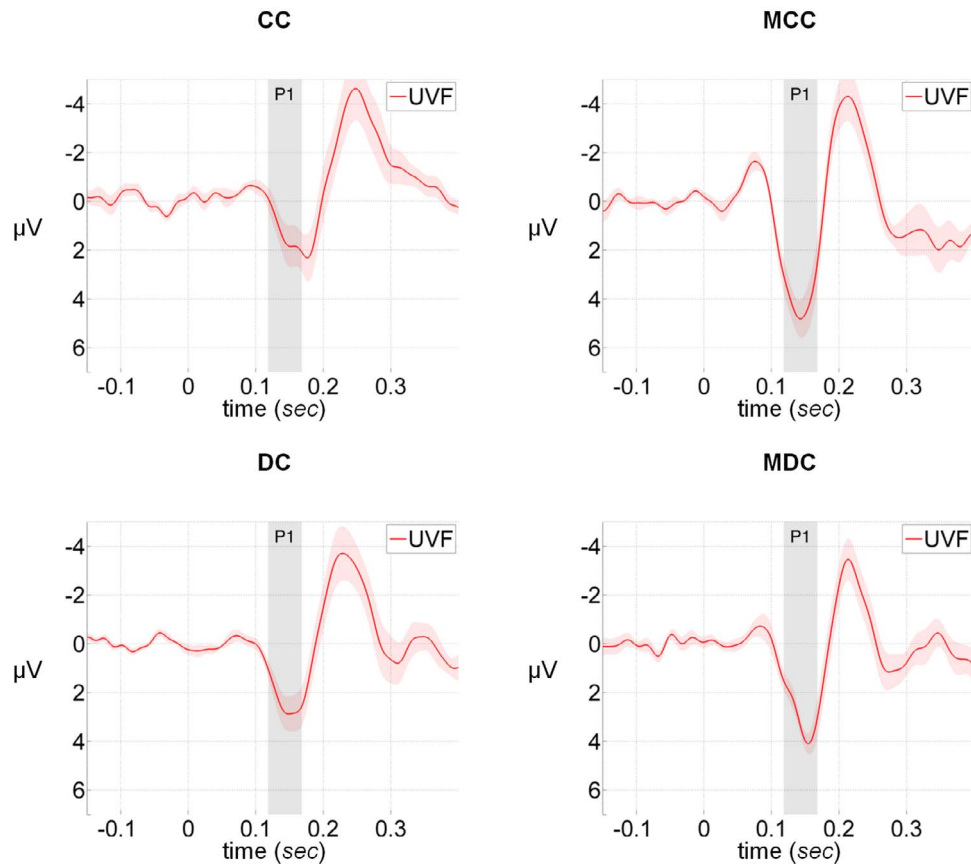 CC
P1
UVF
-4
-2
0
2
4
6
µV
-0.1 0 0.1 0.2 0.3
time (sec)
MCC
P1
UVF
-4
-2
0
2
4
6
µV
-0.1 0 0.1 0.2 0.3
time (sec)
DC
P1
UVF
-4
-2
0
2
4
6
µV
-0.1 0 0.1 0.2 0.3
time (sec)
MDC
P1
UVF
-4
-2
0
2
4
6
µV
-0.1 0 0.1 0.2 0.3
time (sec)